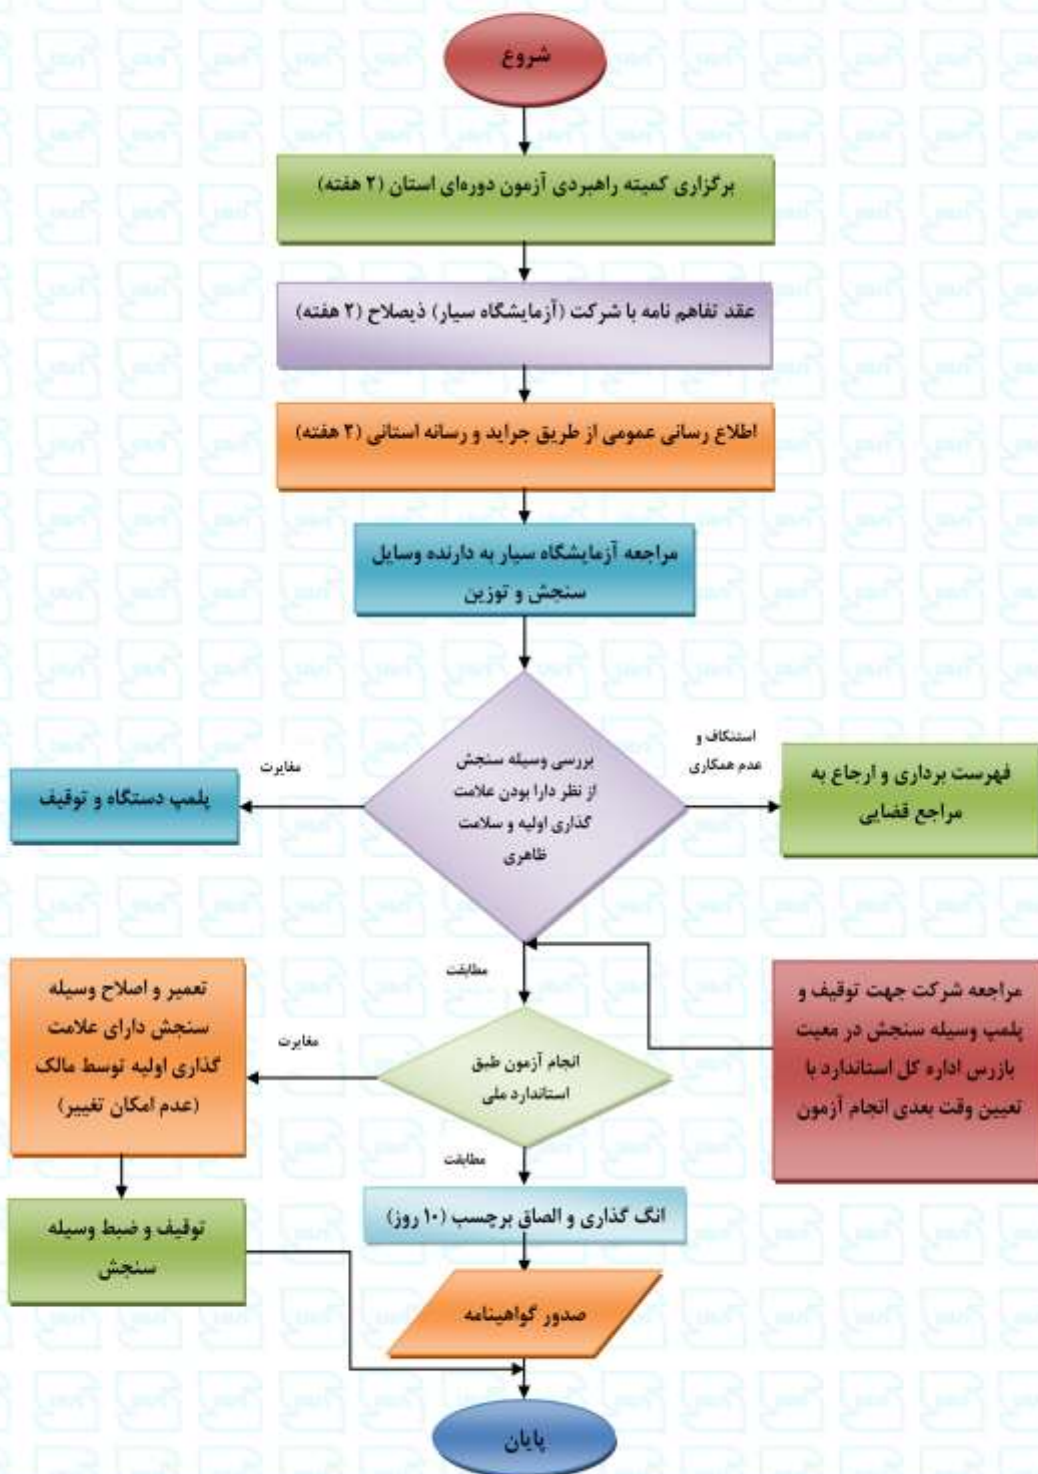 شروع
برگزاری کمیته راهبردی آزمون دوره‌ای استان (۲ هفته)
عقد تفاهم نامه با شرکت (آزمایشگاه سیار) ذیصلاح (۲ هفته)
اطلاع رسانی عمومی از طریق جراید و رسانه استانی (۲ هفته)
مراجعه آزمایشگاه سیار به دارنده وسایل
سنجش و توزین
بررسی وسیله سنجش
از نظر دارا بودن علامت
گذاری اولیه و سلامت
ظاهری
استنکاف و
عدم همکاری
فهرست برداری و ارجاع به
مراجع قضایی
مغایرت
پلمپ دستگاه و توقیف
مطابقت
مراجعه شرکت جهت توقیف و
پلمپ وسیله سنجش در معیت
بازرس اداره کل استاندارد با
تعیین وقت بعدی انجام آزمون
انجام آزمون طبق
استاندارد ملی
مغایرت
تعمیر و اصلاح وسیله
سنجش دارای علامت
گذاری اولیه توسط مالک
(عدم امکان تغییر)
توقیف و ضبط وسیله
سنجش
مطابقت
انگ گذاری و الصاق برچسب (۱۰ روز)
صدور گواهینامه
پایان